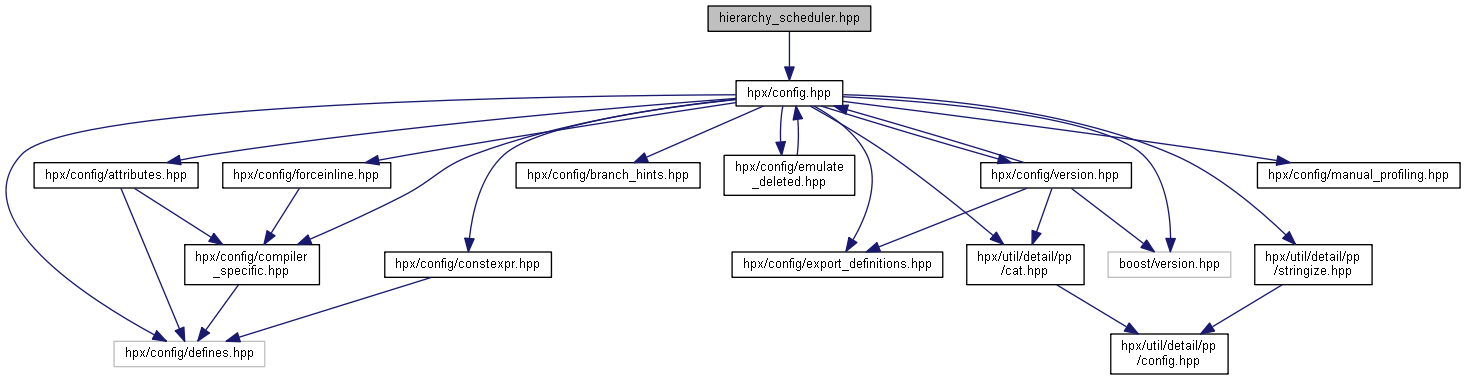 hierarchy_scheduler.hpp
hpx/config.hpp
hpx/config/attributes.hpp
hpx/config/forceinline.hpp
hpx/config/branch_hints.hpp
hpx/config/emulate
_deleted.hpp
hpx/config/version.hpp
hpx/config/manual_profiling.hpp
hpx/config/compiler
_specific.hpp
hpx/config/constexpr.hpp
hpx/config/export_definitions.hpp
hpx/util/detail/pp
/cat.hpp
boost/version.hpp
hpx/util/detail/pp
/stringize.hpp
hpx/config/defines.hpp
hpx/util/detail/pp
/config.hpp